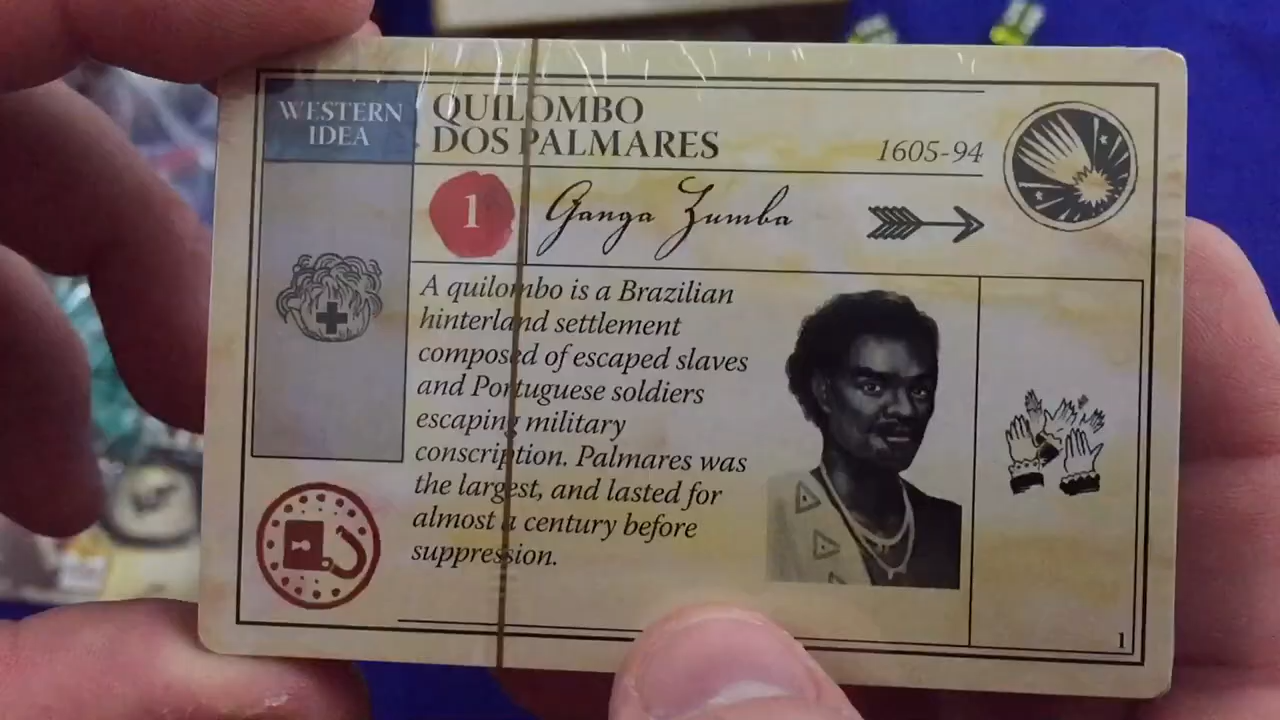 WESTERN
IDEA
QUILOMBO
DOS PALMARES
1605-94
1
Ganga Zumba
A quilombo is a Brazilian
hinterland settlement
composed of escaped slaves
and Portuguese soldiers
escaping military
conscription. Palmares was
the largest, and lasted for
almost a century before
suppression.
1